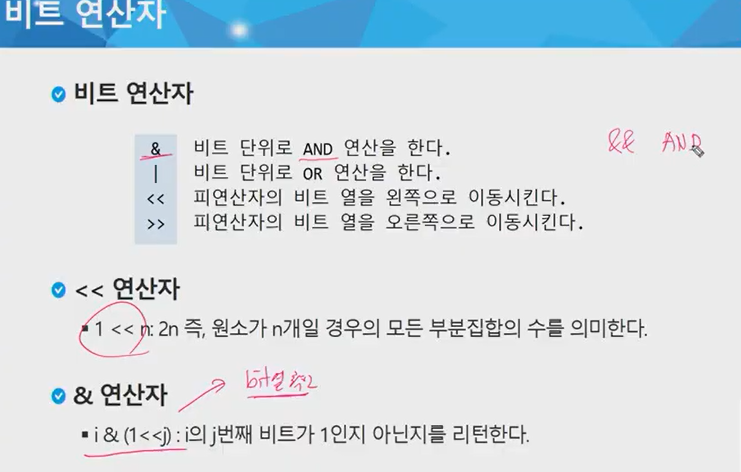 비트 연산자
비트 연산자
& 비트 단위로 AND 연산을 한다.
&& AND
| 비트 단위로 OR 연산을 한다.
<< 피연산자의 비트 열을 왼쪽으로 이동시킨다.
>> 피연산자의 비트 열을 오른쪽으로 이동시킨다.
<< 연산자
▪ 1 << n: 2n 즉, 원소가 n개일 경우의 모든 부분집합의 수를 의미한다.
bit열
& 연산자
▪ i & (1<<j) : i의 j번째 비트가 1인지 아닌지를 리턴한다.